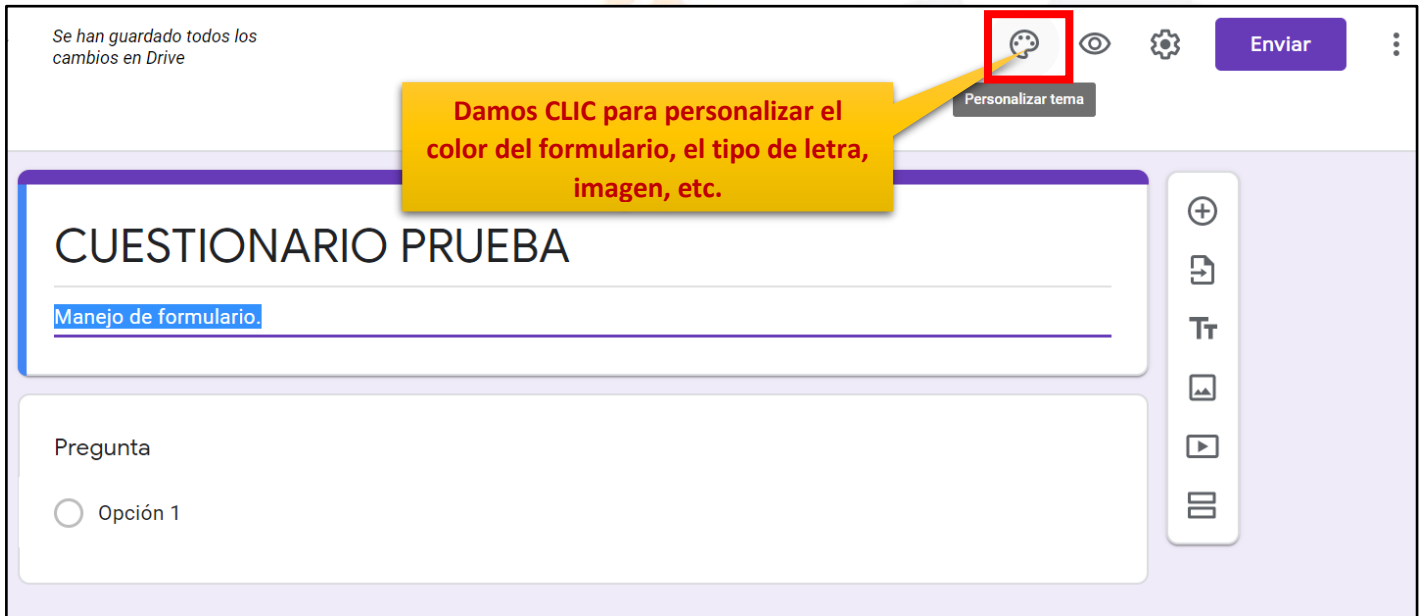 Se han guardado todos los
cambios en Drive
Enviar
Personalizar tema
Damos CLIC para personalizar el
color del formulario, el tipo de letra,
imagen, etc.
CUESTIONARIO PRUEBA
Manejo de formulario.
Pregunta
Opción 1